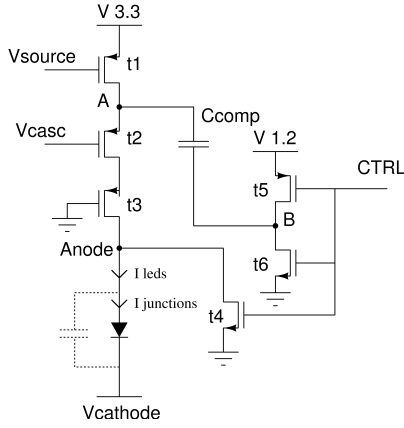 V 3.3
Vsource
t1
A
Ccomp
Vcasc
t2
V 1.2
CTRL
t5
t3
B
Anode
t6
I leds
I junctions
t4
Vcathode